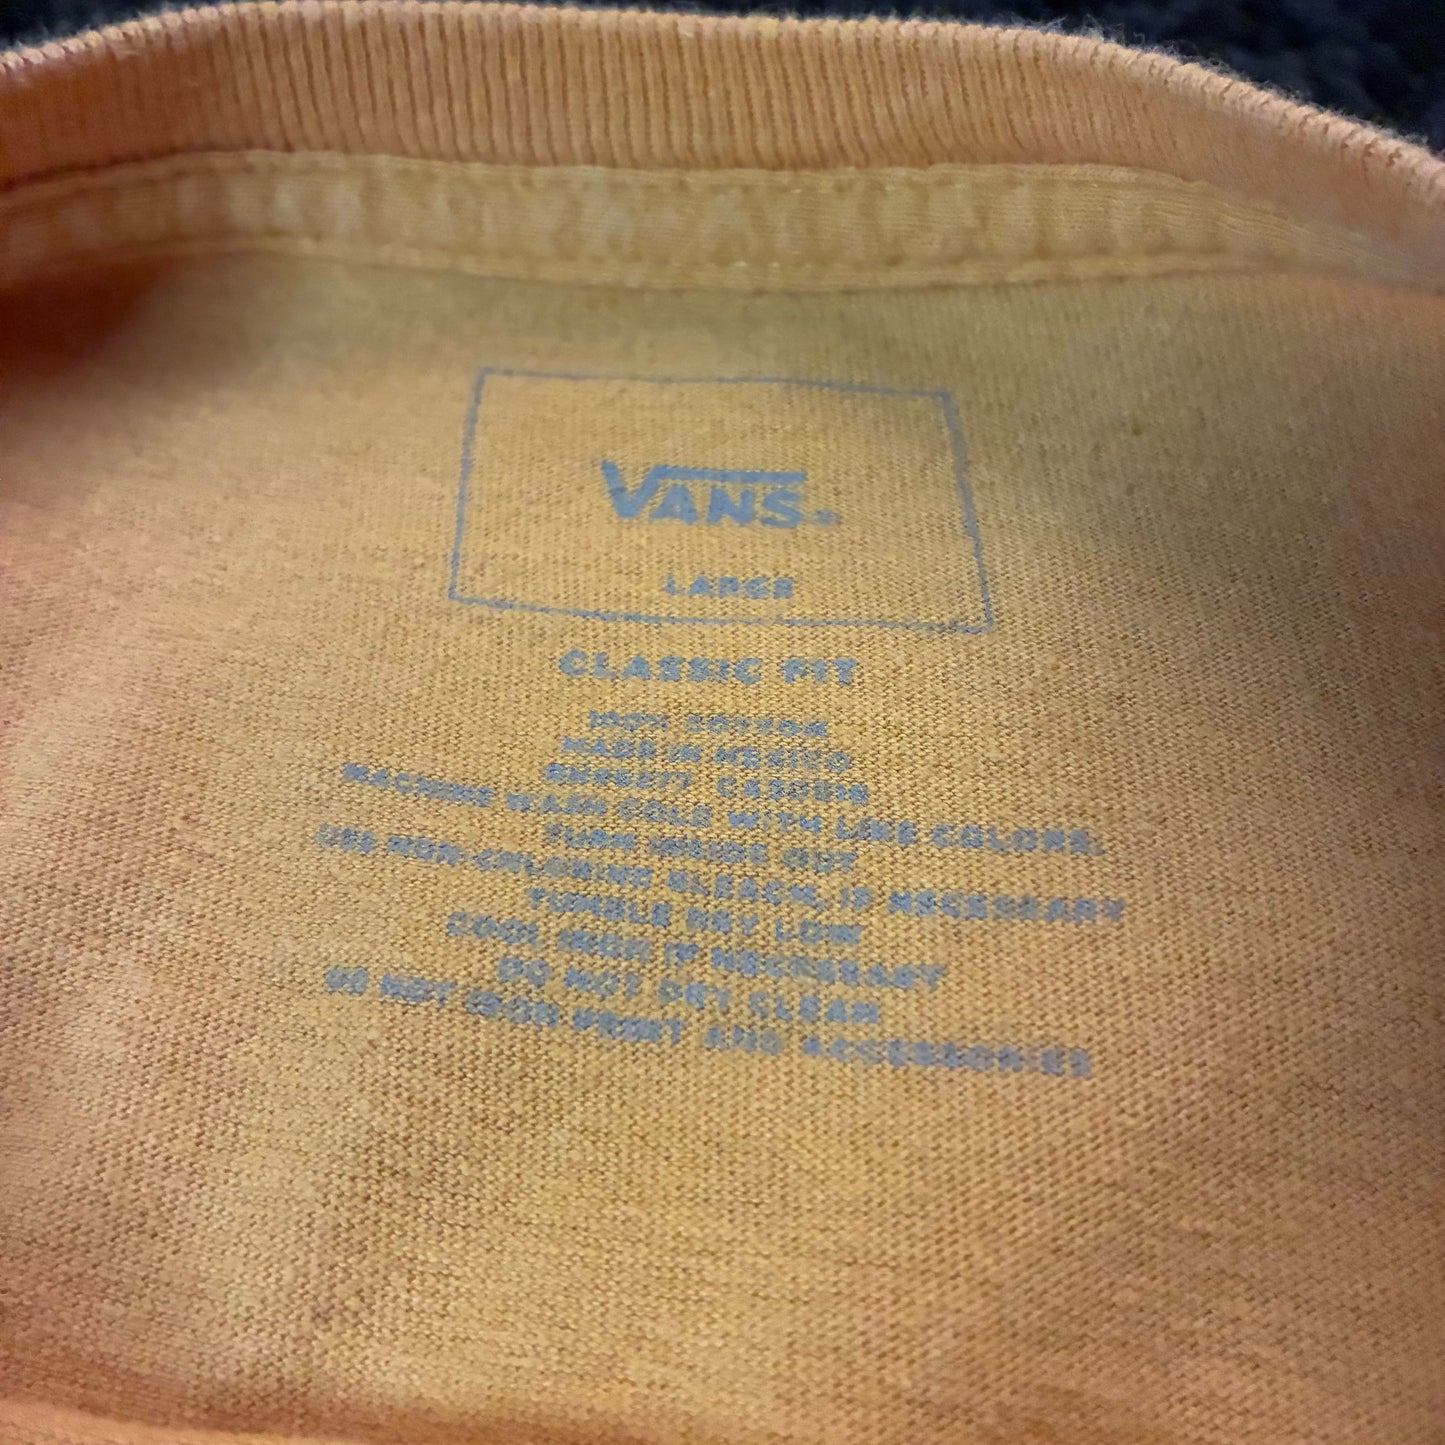 VANS
LARGE
CLASSIC FIT
100% COTTON
MADE IN MEXICO
MACHINE WASH COLD WITH LIKE COLORS.
TURN INSIDE OUT
USE NON-CHLORINE BLEACH, IF NECESSARY
TUMBLE DRY LOW
COOL IRON IF NECESSARY
DO NOT DRY CLEAN
DO NOT IRON PRINT AND ACCESSORIES